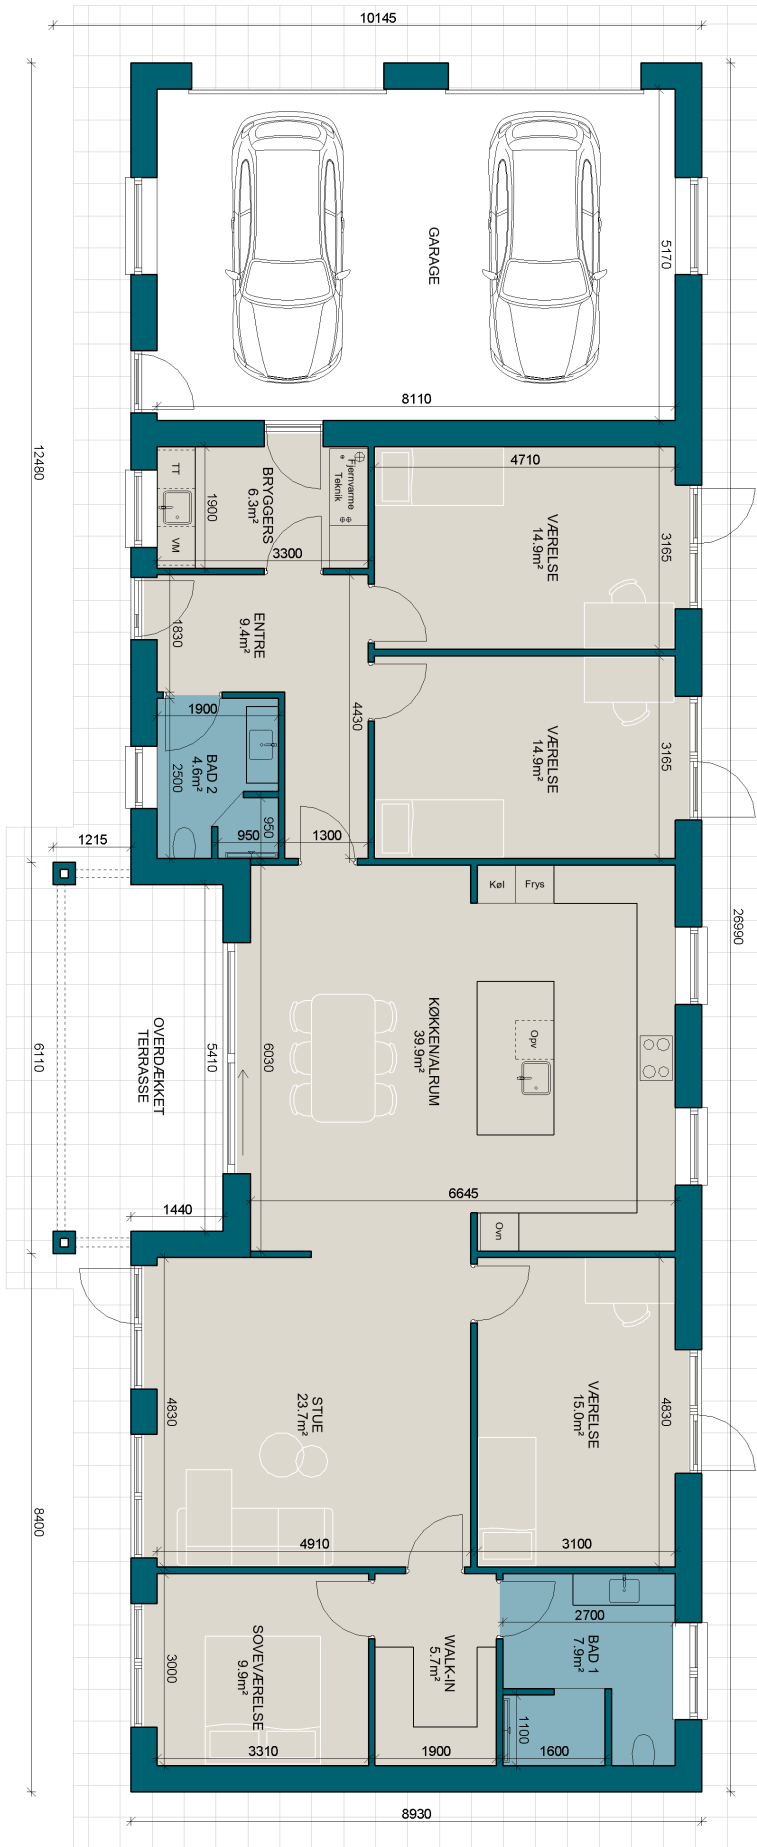 10145
GARAGE
5170
8110
12480
26990
TT
VM
1900
BRYGGERS
6.3m²
3300
Fjernvarme
Teknik
4710
VÆRELSE
14.9m²
3165
ENTRE
9.4m²
1830
4430
1900
BAD 2
4.6m²
2500
950
950
1300
VÆRELSE
14.9m²
3165
1215
Køl
Frys
OVERDÆKKET
TERRASSE
5410
6110
6030
KØKKEN/ALRUM
39.9m²
Opv
6645
1440
Ovn
4830
STUE
23.7m²
4910
VÆRELSE
15.0m²
4830
3100
8400
SOVEVÆRELSE
9.9m²
3000
3310
WALK-IN
5.7m²
1900
2700
BAD 1
7.9m²
1100
1600
8930